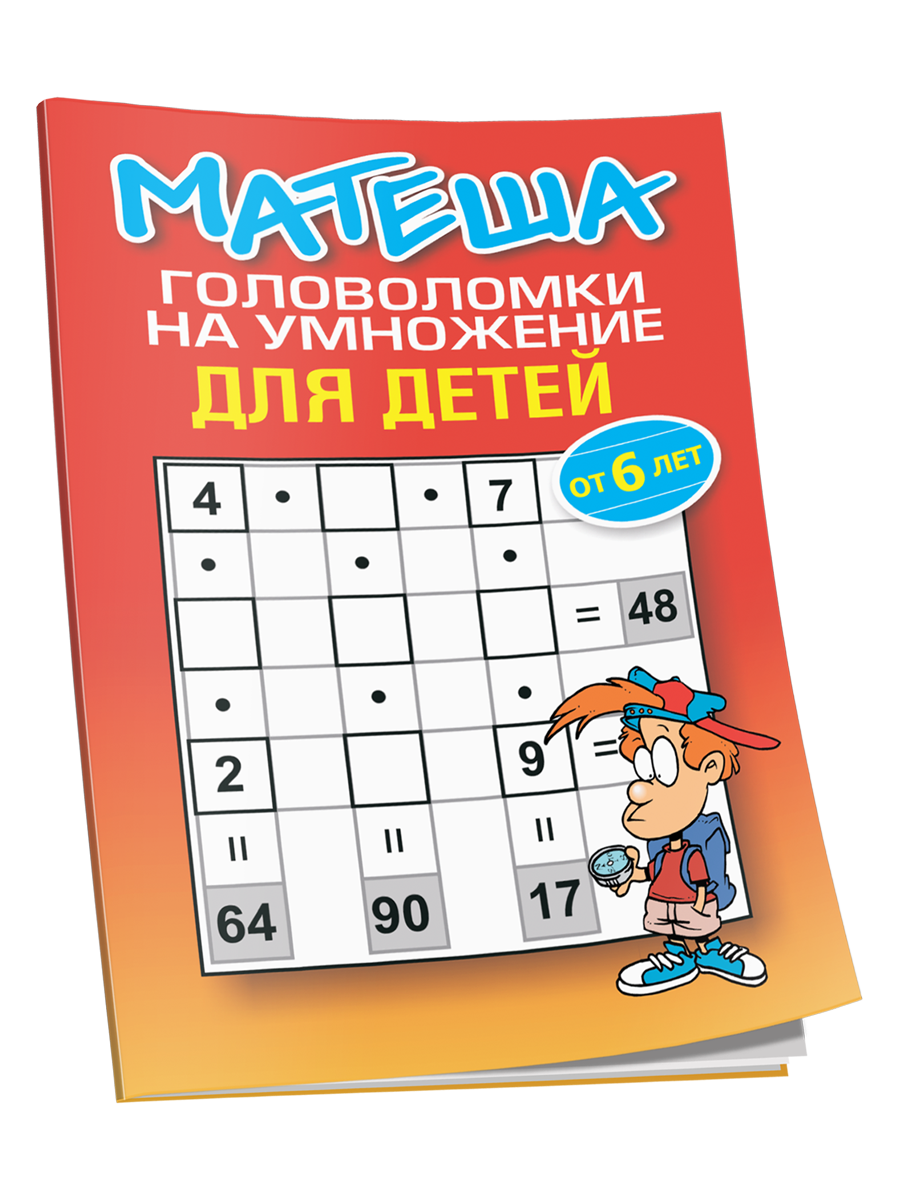 МАТЕША
ГОЛОВОЛОМКИ
НА УМНОЖЕНИЕ
ДЛЯ ДЕТЕЙ
ОТ 6 ЛЕТ
4 • • 7
• • •
= 48
• • •
2 9 =
= = =
64 90 17